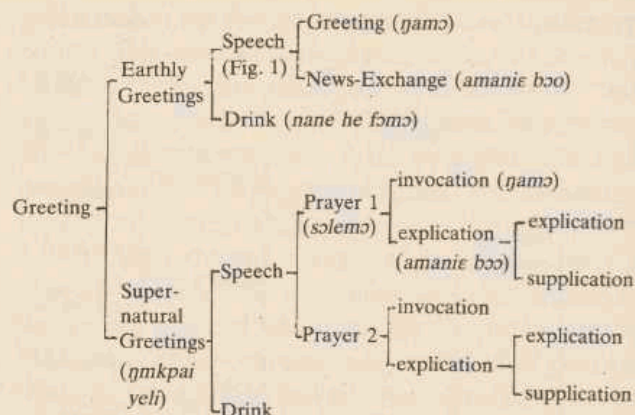 Greeting (ŋamɔ)
Speech
(Fig. 1)
Earthly
Greetings
News-Exchange (amaniɛ bɔo)
Drink (nane he fɔmɔ)
Greeting
invocation (ŋamɔ)
Prayer 1
(sɔlemɔ)
explication
explication
(amaniɛ bɔɔ)
Speech
supplication
Super-
natural
Greetings
(ŋmkpai
yeli)
invocation
Prayer 2
explication
explication
supplication
Drink